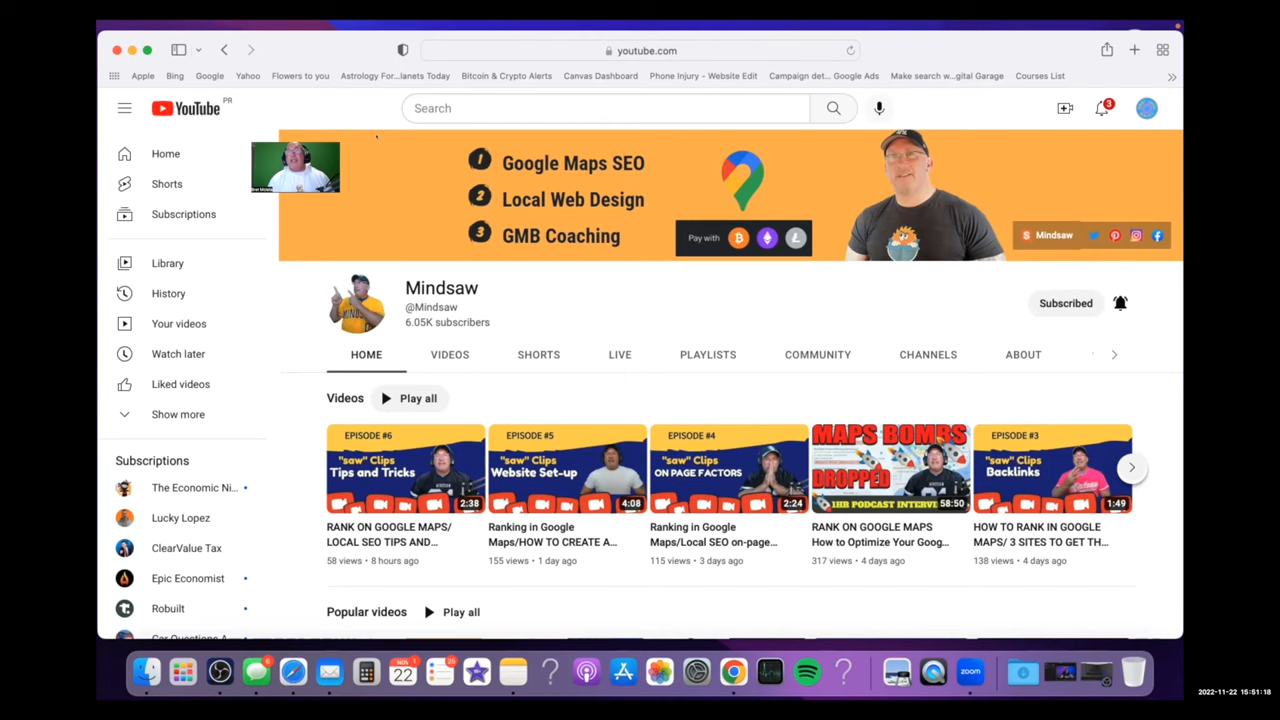 youtube.com
Apple Bing Google Yahoo Flowers to you Astrology For...lanets Today Bitcoin & Crypto Alerts Canvas Dashboard Phone Injury - Website Edit Campaign det... Google Ads Make search w...gital Garage Courses List
YouTube PR
Search
3
Home
Shorts
Subscriptions
Library
History
Your videos
Watch later
Liked videos
Show more
Subscriptions
The Economic Ni...
Lucky Lopez
ClearValue Tax
Epic Economist
Robuilt
Car Questions A
1 Google Maps SEO
2 Local Web Design
3 GMB Coaching
Pay with
S Mindsaw
Mindsaw
@Mindsaw
6.05K subscribers
Subscribed
HOME VIDEOS SHORTS LIVE PLAYLISTS COMMUNITY CHANNELS ABOUT
Videos Play all
EPISODE #6
"saw" Clips
Tips and Tricks
2:38
RANK ON GOOGLE MAPS/
LOCAL SEO TIPS AND...
58 views • 8 hours ago
EPISODE #5
"saw" Clips
Website Set-up
4:08
Ranking in Google
Maps/HOW TO CREATE A...
155 views • 1 day ago
EPISODE #4
"saw" Clips
ON PAGE FACTORS
2:24
Ranking in Google
Maps/Local SEO on-page...
115 views • 3 days ago
MAPS BOMBS
DROPPED
1HR PODCAST INTERV
58:50
RANK ON GOOGLE MAPS
How to Optimize Your Goog...
317 views • 4 days ago
EPISODE #3
"saw" Clips
Backlinks
1:49
HOW TO RANK IN GOOGLE
MAPS/ 3 SITES TO GET TH...
138 views • 4 days ago
Popular videos Play all
NOV
22
zoom
2022-11-22 15:51:18